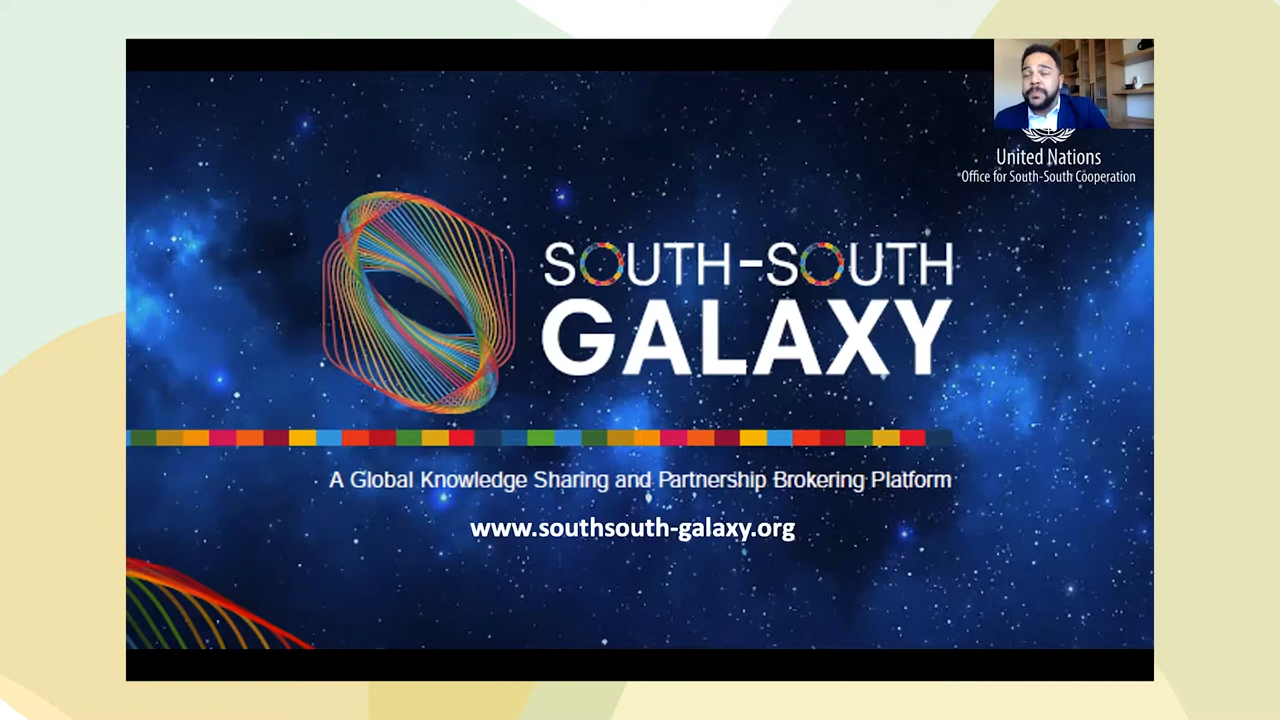 United Nations
Office for South-South Cooperation
SOUTH-SOUTH
GALAXY
A Global Knowledge Sharing and Partnership Brokering Platform
www.southsouth-galaxy.org